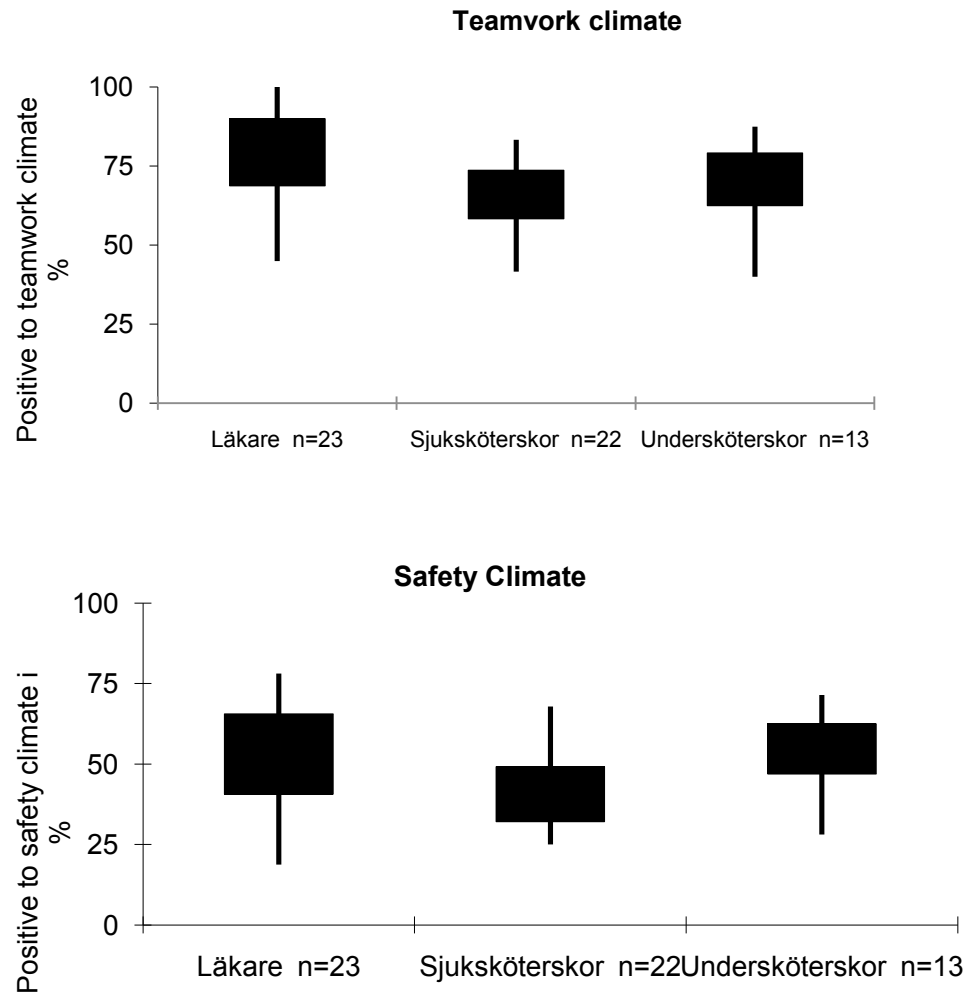 Teamvork climate
Positive to teamwork climate
%
100
75
50
25
0
Läkare n=23 Sjuksköterskor n=22 Undersköterskor n=13
Safety Climate
Positive to safety climate i
%
100
75
50
25
0
Läkare n=23 Sjuksköterskor n=22Undersköterskor n=13